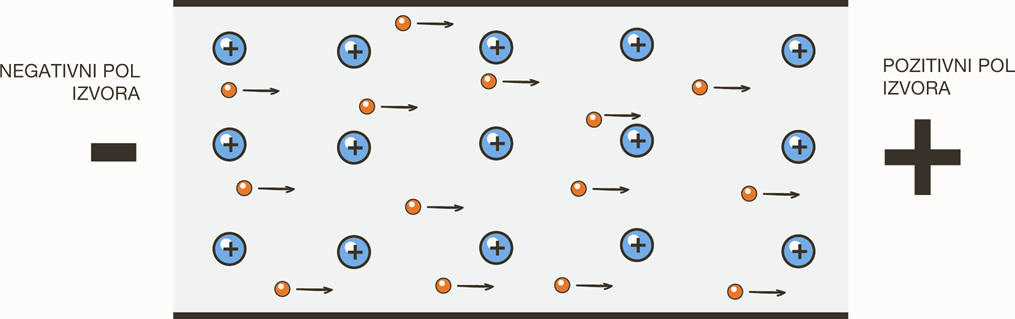 NEGATIVNI POL
IZVORA
POZITIVNI POL
IZVORA